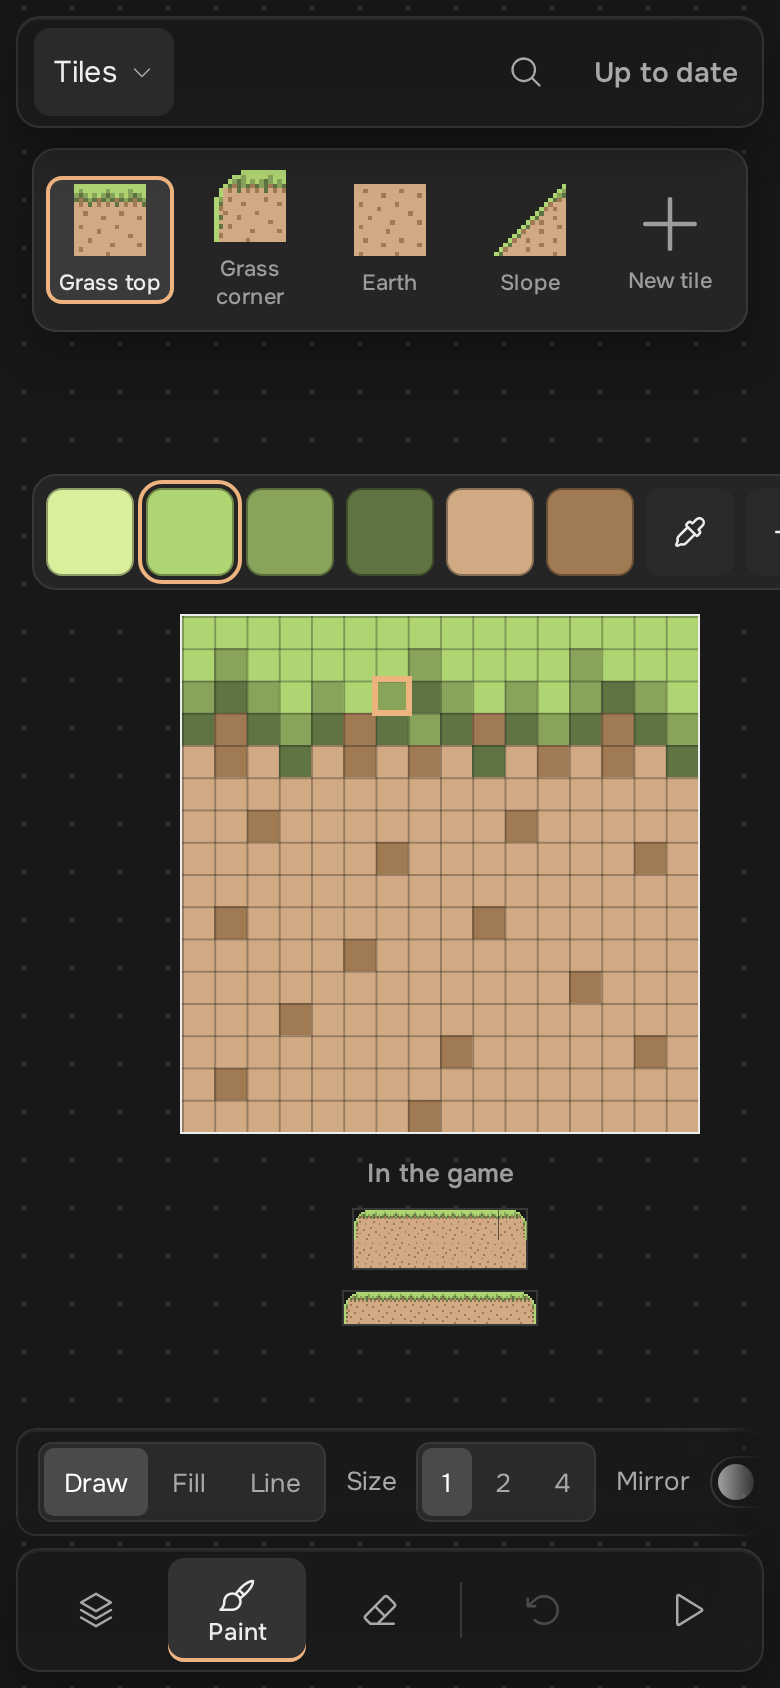 Tiles
Up to date
Grass top
Grass
corner
Earth
Slope
New tile
In the game
Draw
Fill
Line
Size
1
2
4
Mirror
Paint